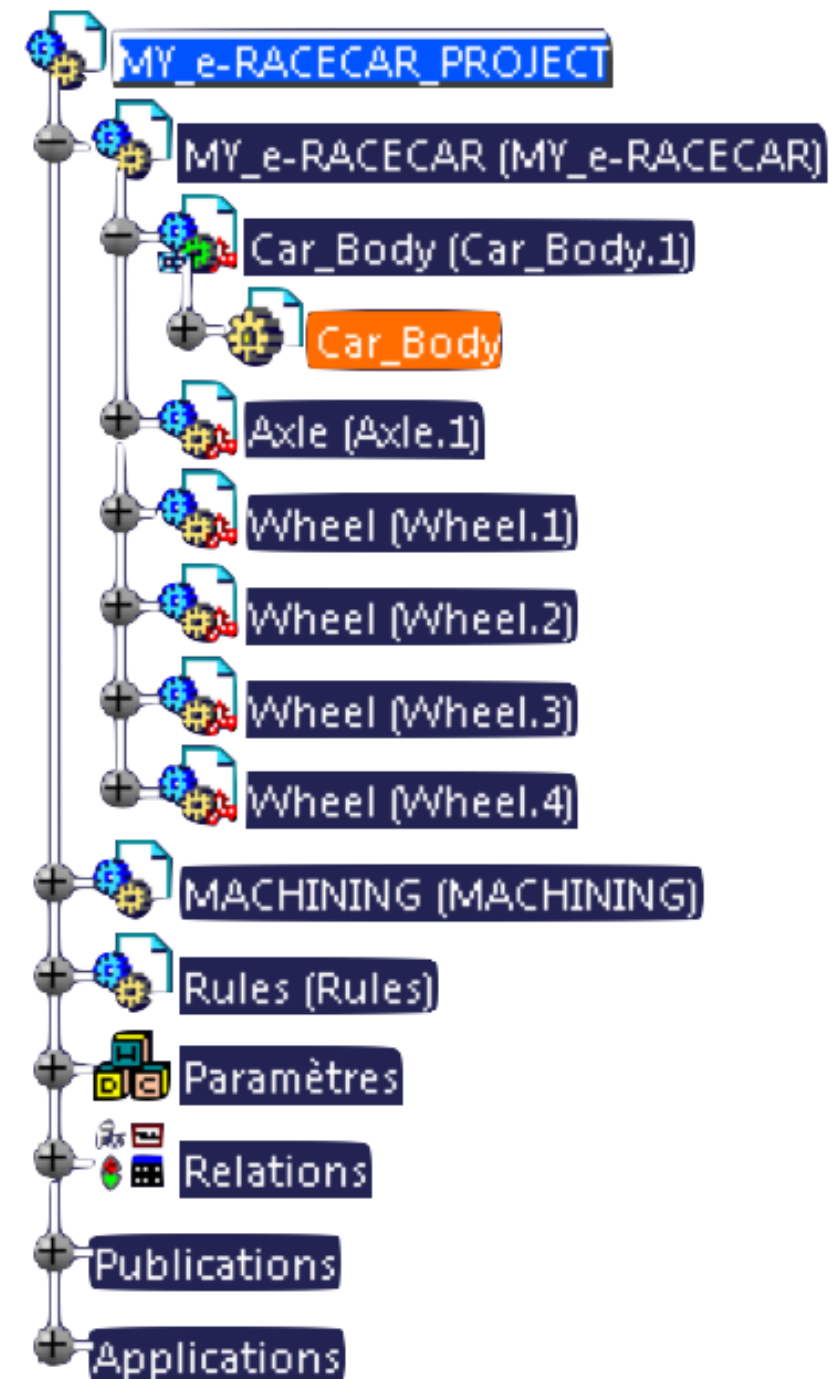 MY_e-RACECAR_PROJECT
MY_e-RACECAR (MY_e-RACECAR)
Car_Body (Car_Body.1)
Car_Body
Axle (Axle.1)
Wheel (Wheel.1)
Wheel (Wheel.2)
Wheel (Wheel.3)
Wheel (Wheel.4)
MACHINING (MACHINING)
Rules (Rules)
Paramètres
Relations
Publications
Applications